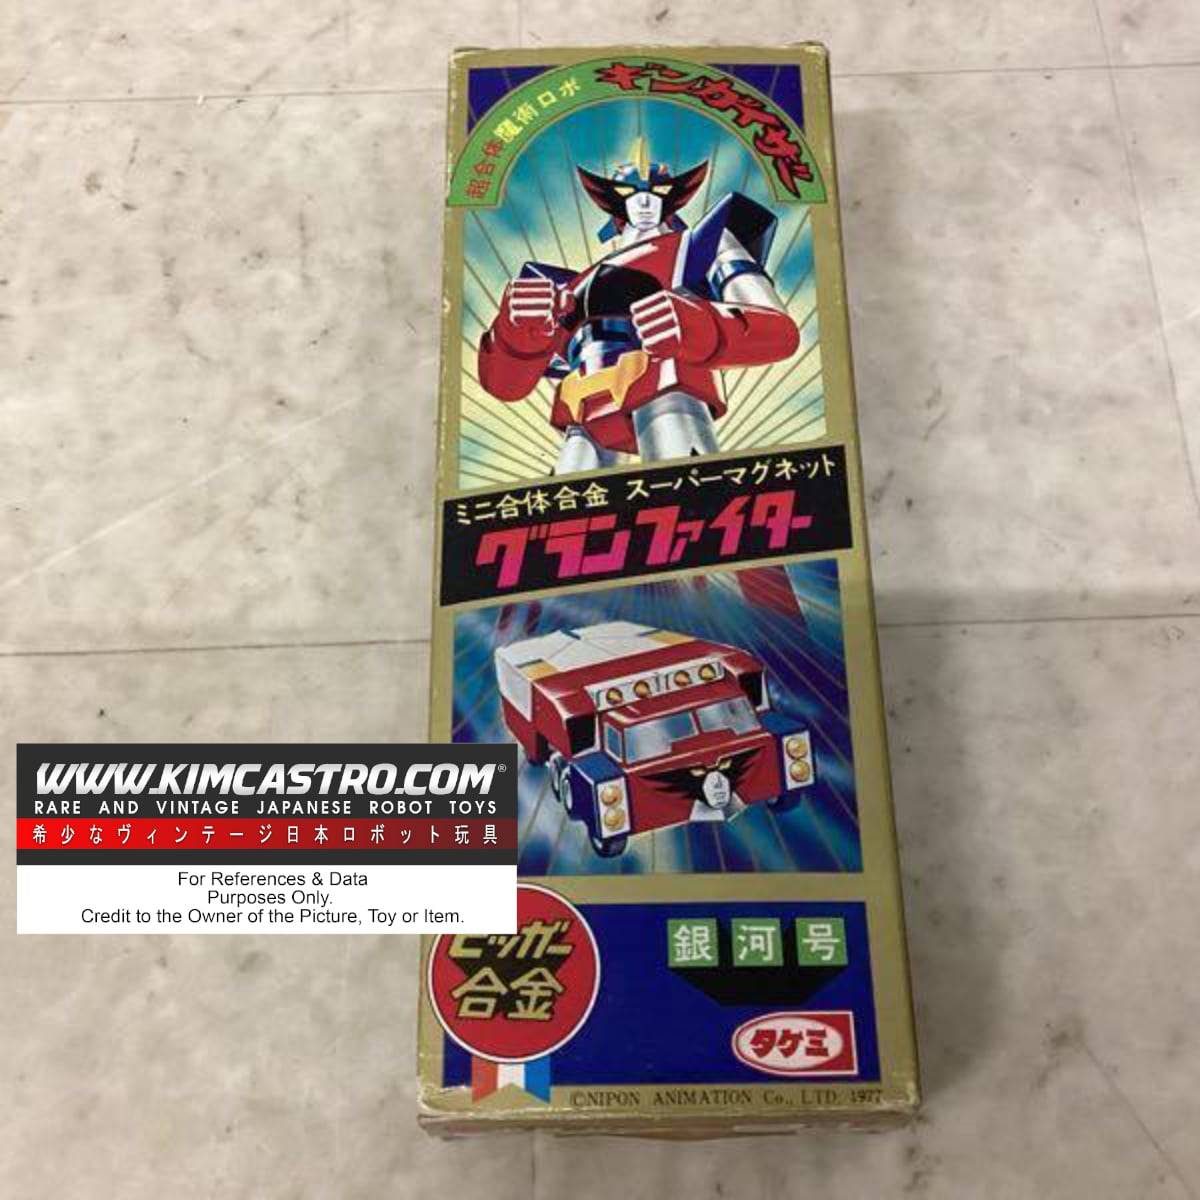 超合体魔術ロボ ギンガイザー
ミニ合体合金 スーパーマグネット
グランファイター
WWW.KIMCASTRO.COM®
RARE AND VINTAGE JAPANESE ROBOT TOYS
希少なヴィンテージ日本ロボット玩具
For References & Data
Purposes Only.
Credit to the Owner of the Picture, Toy or Item.
ビッガー
合金
銀河号
タケミ
©NIPON ANIMATION Co., LTD. 1977